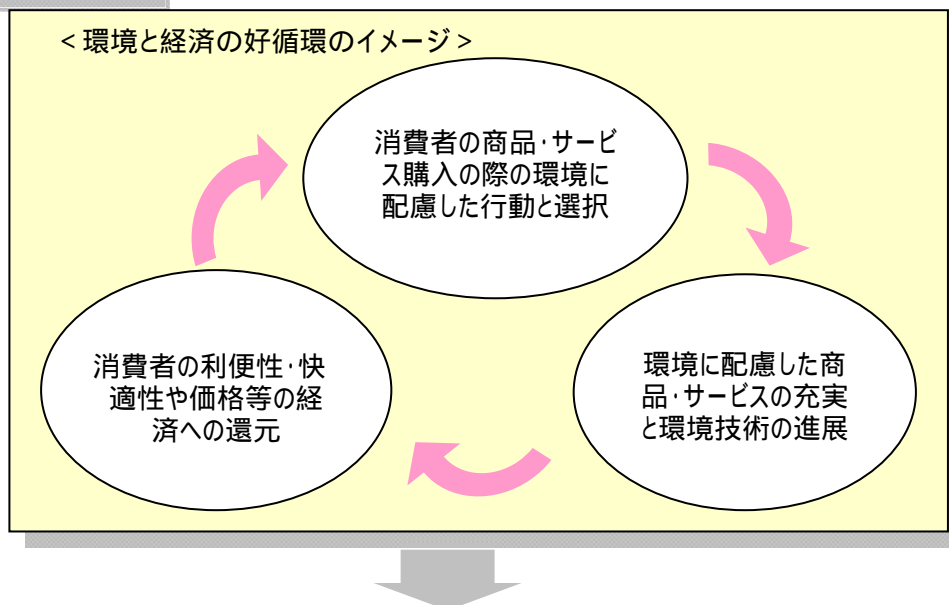 <環境と経済の好循環のイメージ>
消費者の商品・サービ
ス購入の際の環境に
配慮した行動と選択
消費者の利便性・快
適性や価格等の経
済への還元
環境に配慮した商
品・サービスの充実
と環境技術の進展